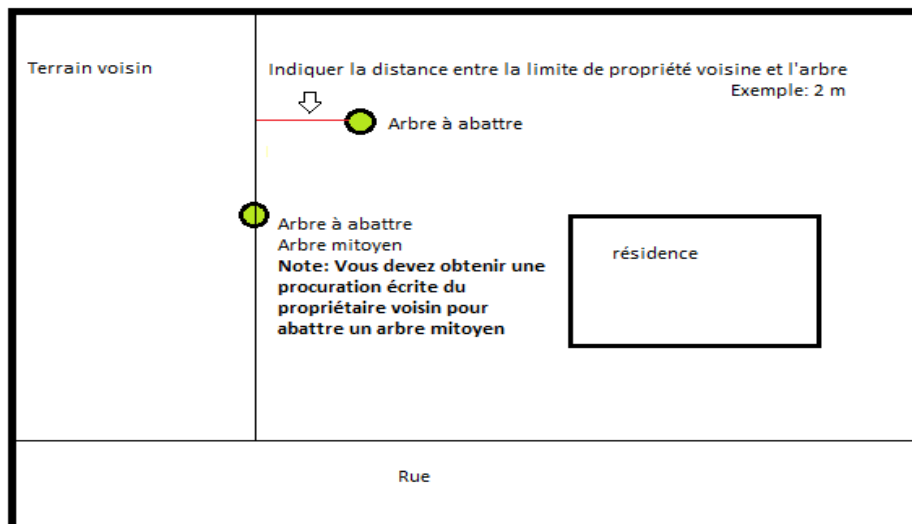 Terrain voisin
Indiquer la distance entre la limite de propriété voisine et l'arbre
Exemple: 2 m
Arbre à abattre
Arbre à abattre
Arbre mitoyen
Note: Vous devez obtenir une
procuration écrite du
propriétaire voisin pour
abattre un arbre mitoyen
résidence
Rue